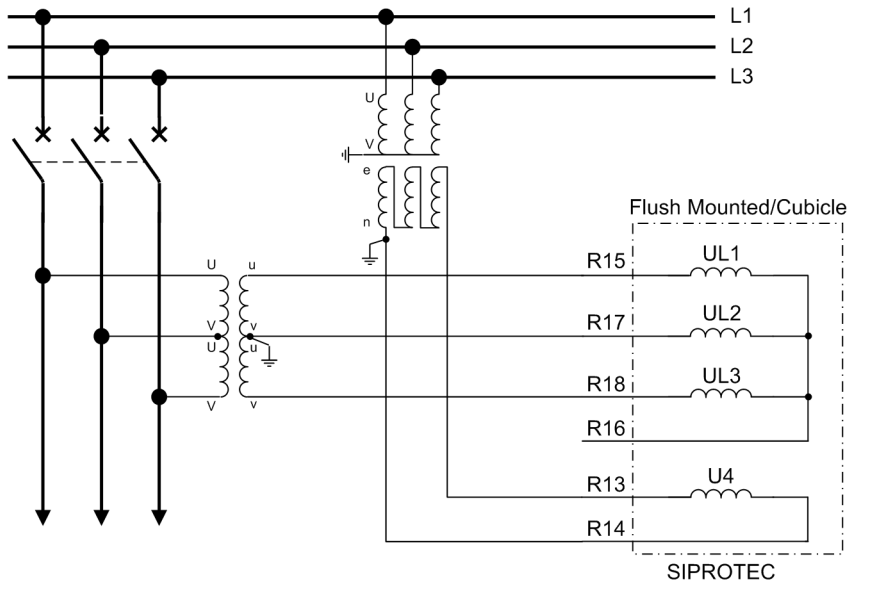 L1
L2
L3
U
V
e
n
Flush Mounted/Cubicle
U
u
R15
UL1
V
v
R17
UL2
U
u
R18
UL3
V
v
R16
R13
U4
R14
SIPROTEC